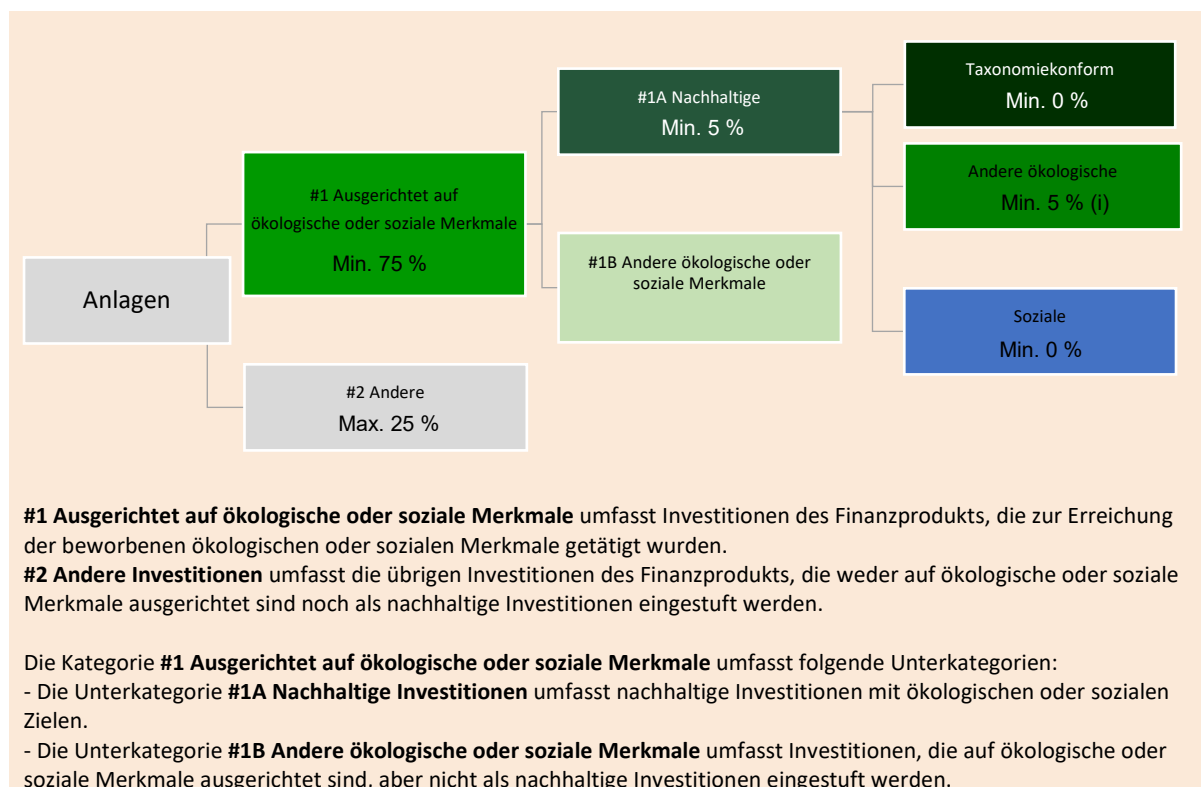 Anlagen
#1 Ausgerichtet auf
ökologische oder soziale Merkmale
Min. 75 %
#2 Andere
Max. 25 %
#1A Nachhaltige
Min. 5 %
#1B Andere ökologische oder
soziale Merkmale
Taxonomiekonform
Min. 0 %
Andere ökologische
Min. 5 % (i)
Soziale
Min. 0 %
#1 Ausgerichtet auf ökologische oder soziale Merkmale umfasst Investitionen des Finanzprodukts, die zur Erreichung
der beworbenen ökologischen oder sozialen Merkmale getätigt wurden.
#2 Andere Investitionen umfasst die übrigen Investitionen des Finanzprodukts, die weder auf ökologische oder soziale
Merkmale ausgerichtet sind noch als nachhaltige Investitionen eingestuft werden.
Die Kategorie #1 Ausgerichtet auf ökologische oder soziale Merkmale umfasst folgende Unterkategorien:
- Die Unterkategorie #1A Nachhaltige Investitionen umfasst nachhaltige Investitionen mit ökologischen oder sozialen
Zielen.
- Die Unterkategorie #1B Andere ökologische oder soziale Merkmale umfasst Investitionen, die auf ökologische oder
soziale Merkmale ausgerichtet sind, aber nicht als nachhaltige Investitionen eingestuft werden.